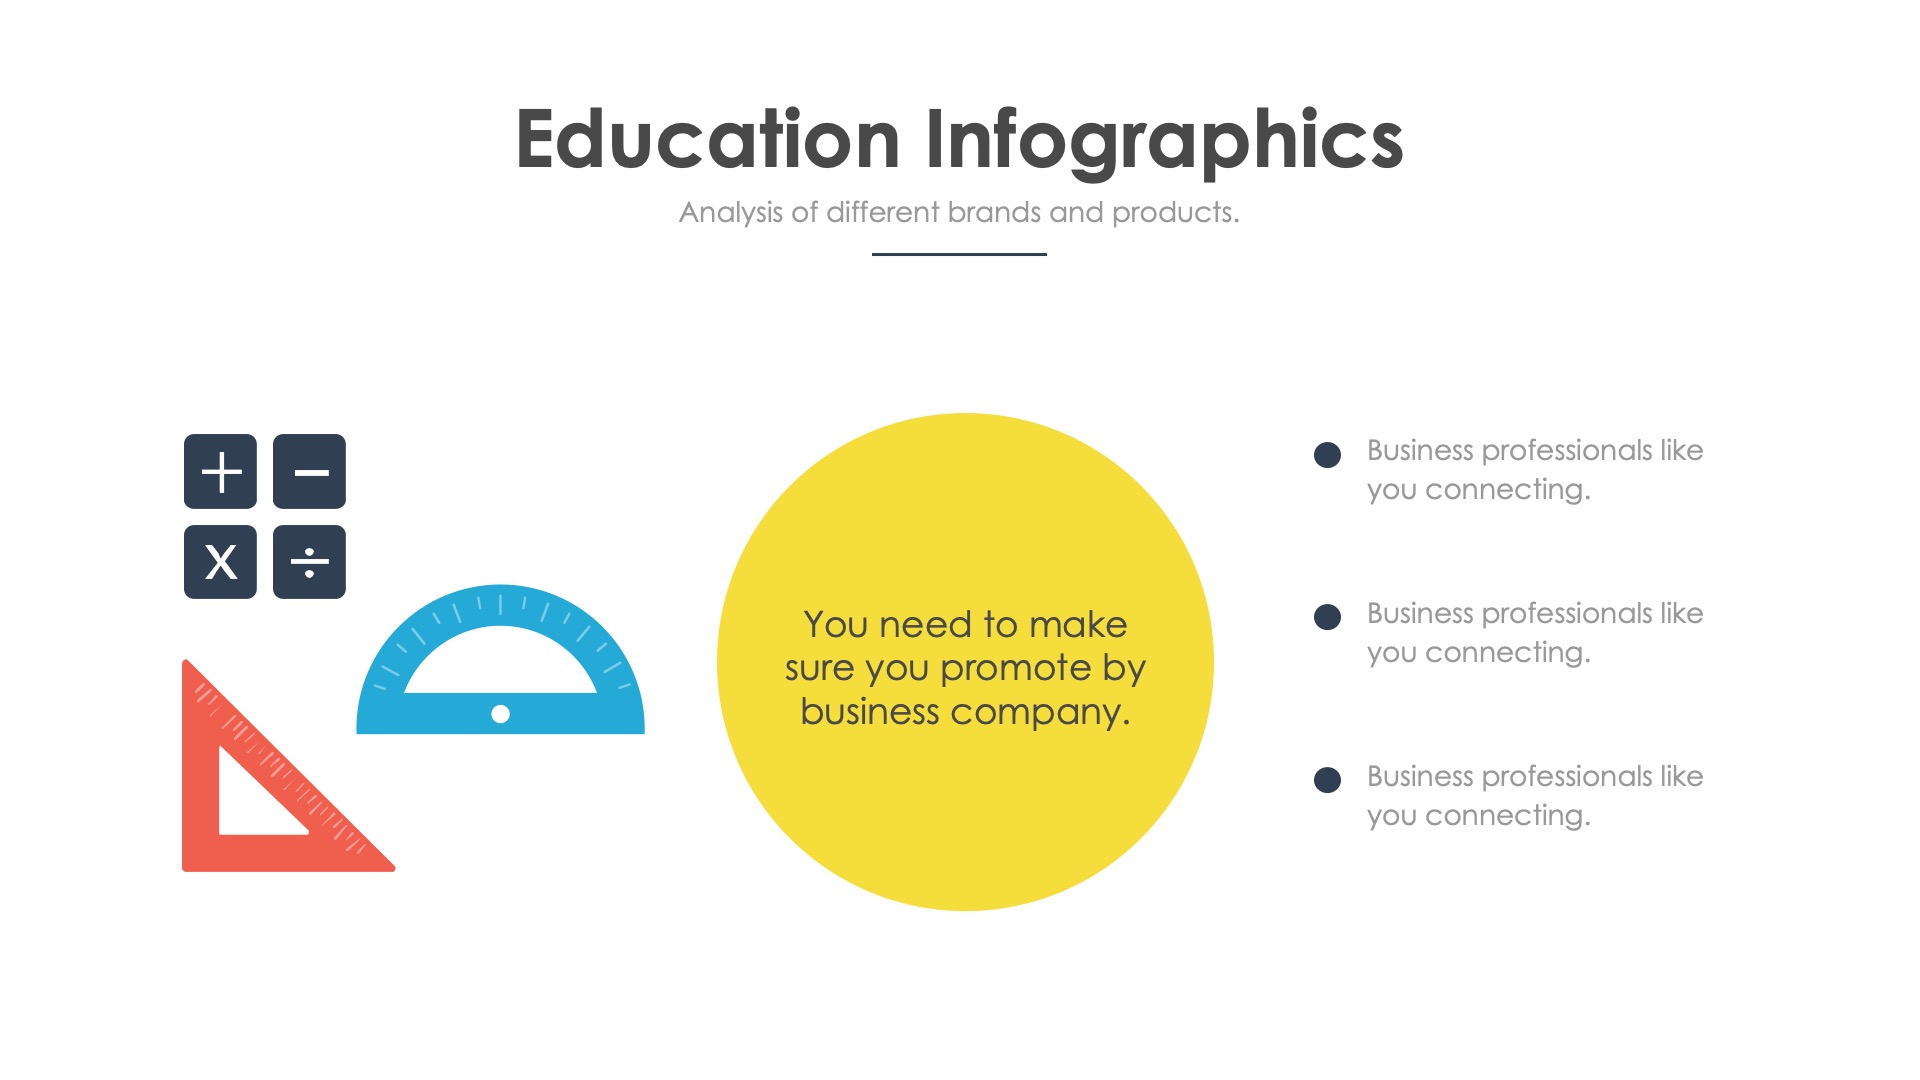 Education Infographics
Analysis of different brands and products.
+ −
x ÷
You need to make
sure you promote by
business company.
Business professionals like
you connecting.
Business professionals like
you connecting.
Business professionals like
you connecting.